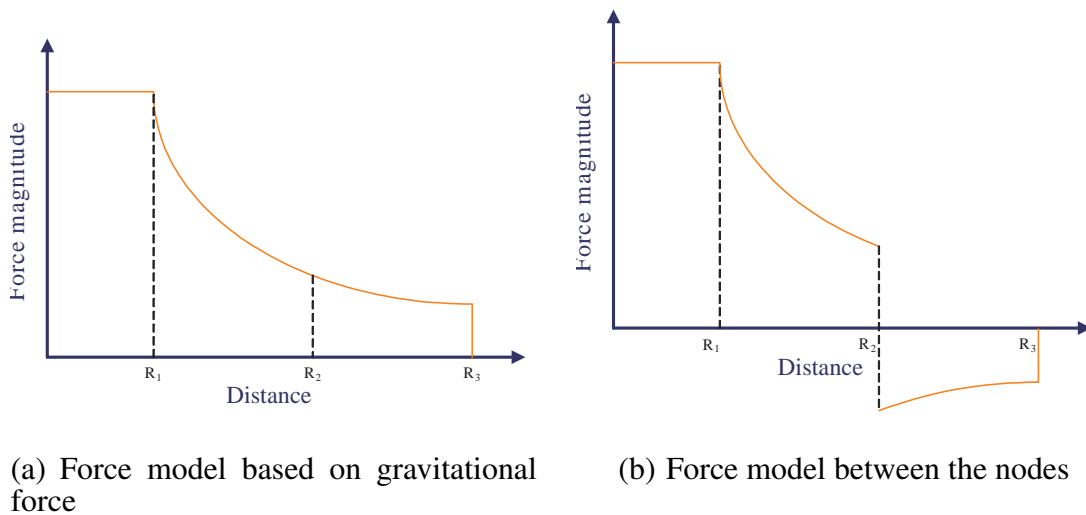 Force magnitude
R₁
R₂
R₃
Distance
(a) Force model based on gravitational
force
Force magnitude
R₁
R₂
R₃
Distance
(b) Force model between the nodes